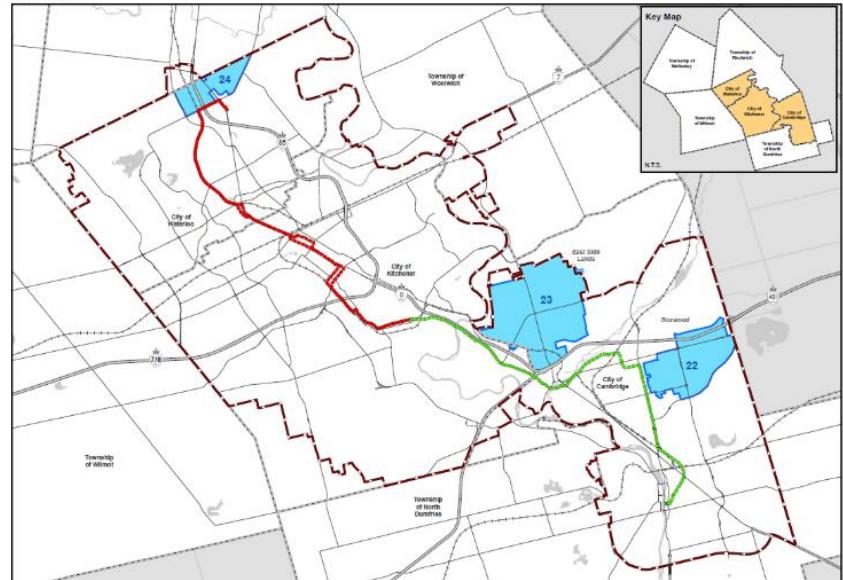 Key Map
Township of
Wellesley
Township of
Woolwich
City of
Waterloo
City of
Kitchener
City of
Cambridge
Township of
Wilmot
Township
of North
Dumfries
N.T.S.
24
Township of
Woolwich
7
85
City of
Waterloo
City of
Kitchener
8
East Side
Lands
23
401
22
7/8
City of
Cambridge
Township
of Wilmot
Township
of North
Dumfries